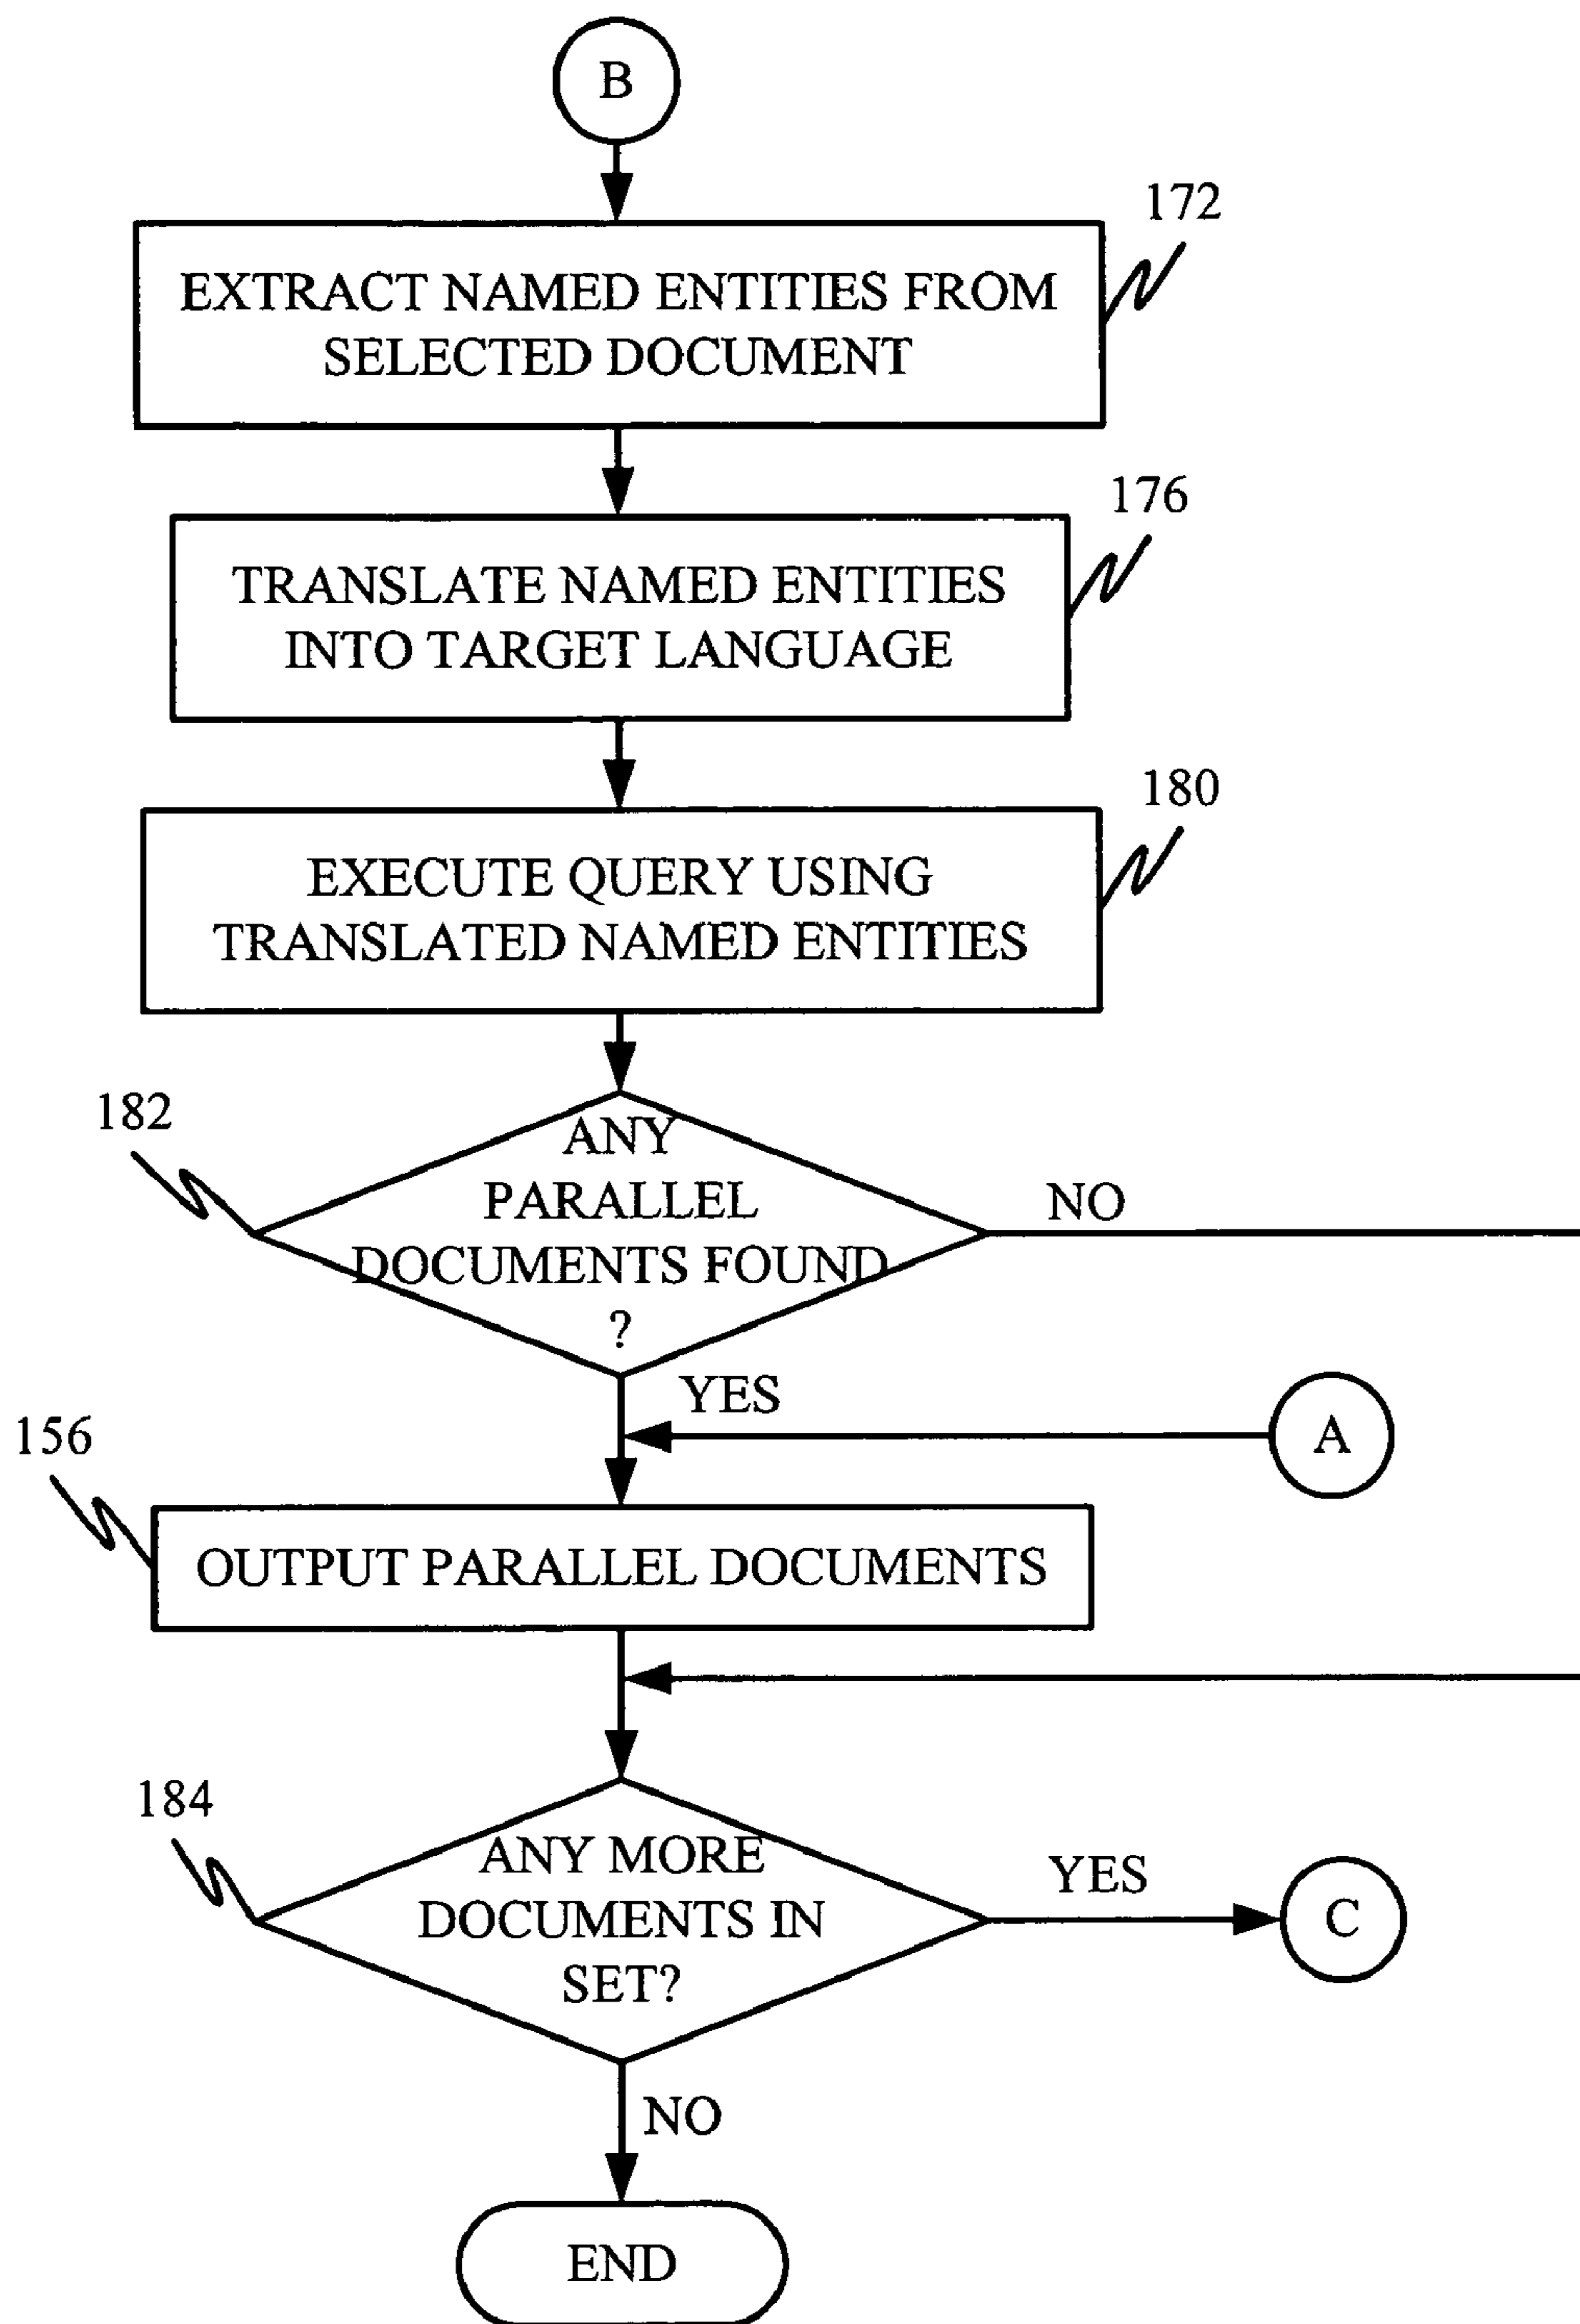 B
172
EXTRACT NAMED ENTITIES FROM
SELECTED DOCUMENT
176
TRANSLATE NAMED ENTITIES
INTO TARGET LANGUAGE
180
EXECUTE QUERY USING
TRANSLATED NAMED ENTITIES
182
ANY
PARALLEL
DOCUMENTS FOUND
?
NO
YES
A
156
OUTPUT PARALLEL DOCUMENTS
184
ANY MORE
DOCUMENTS IN
SET?
YES
C
NO
END